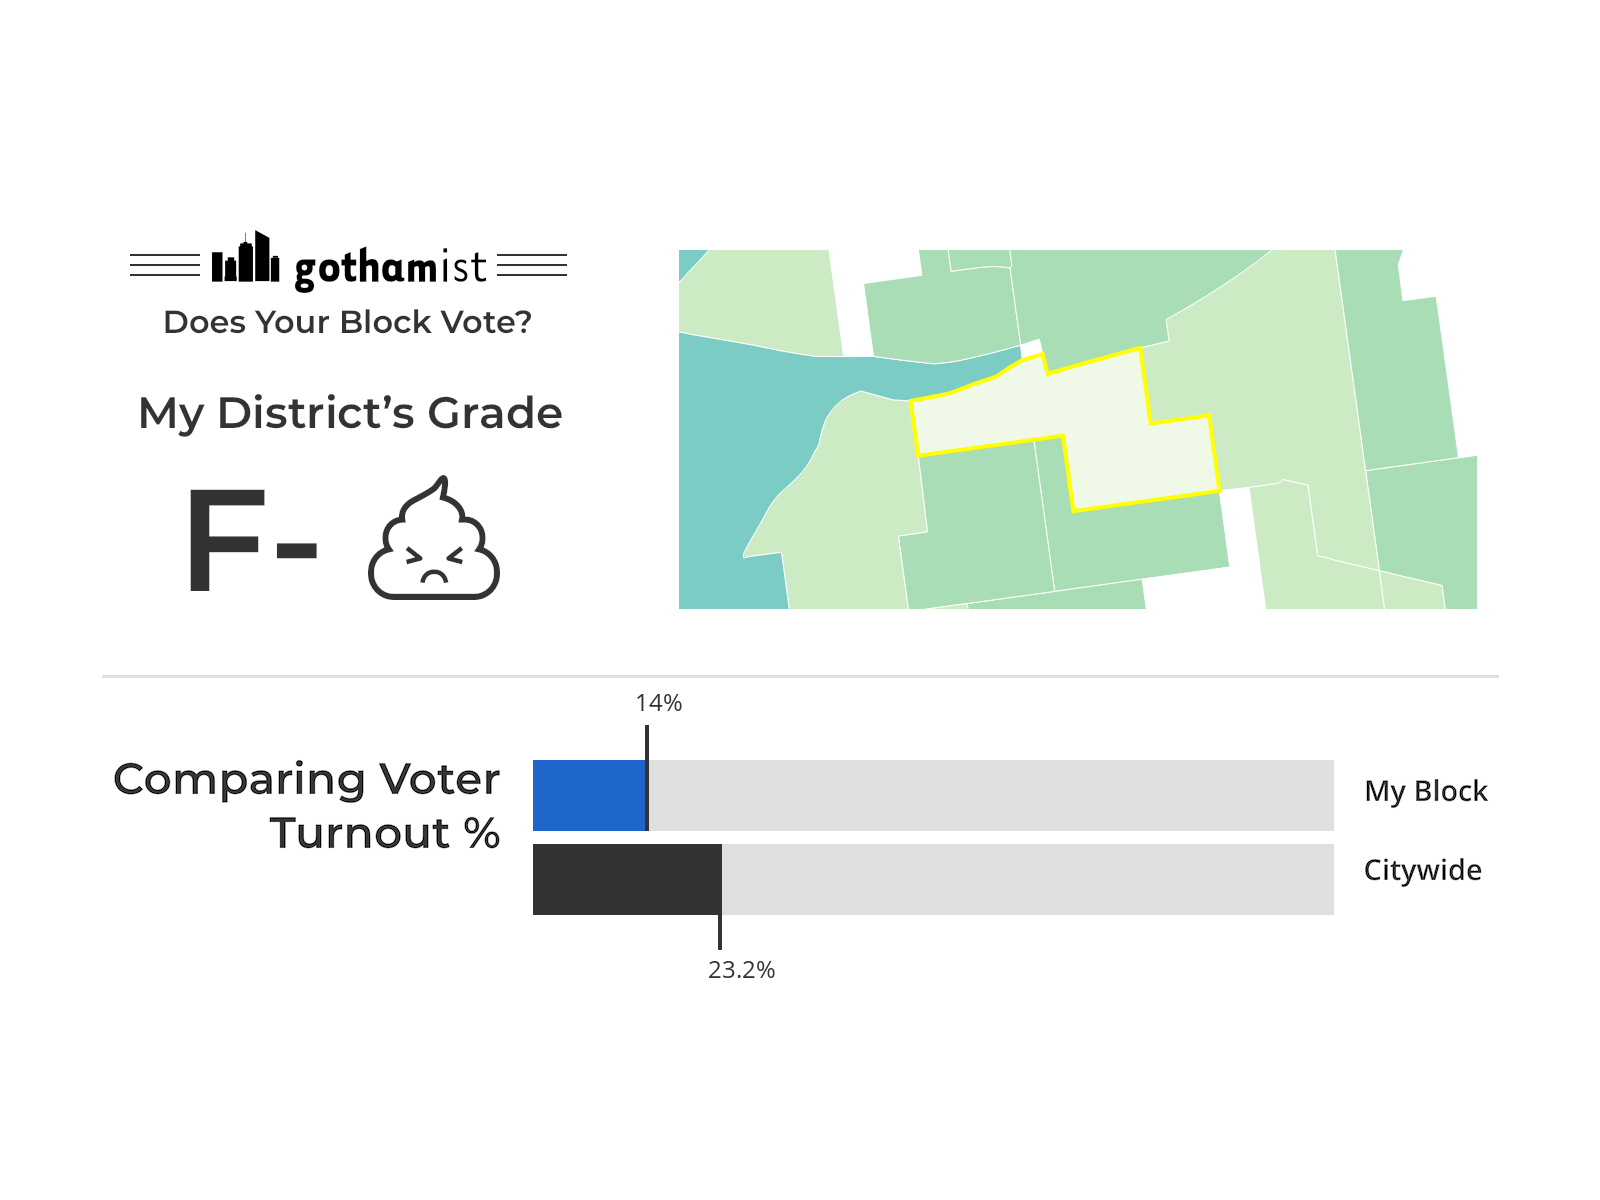 gothamist
Does Your Block Vote?
My District’s Grade
F-
14%
Comparing Voter
Turnout %
My Block
Citywide
23.2%